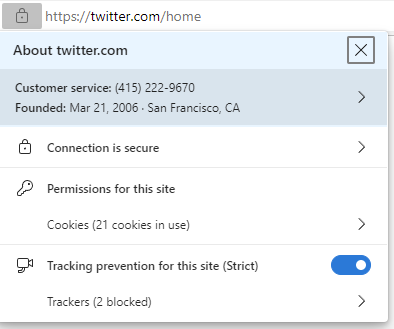 https://twitter.com/home
About twitter.com
Customer service: (415) 222-9670
Founded: Mar 21, 2006 · San Francisco, CA
Connection is secure
Permissions for this site
Cookies (21 cookies in use)
Tracking prevention for this site (Strict)
Trackers (2 blocked)